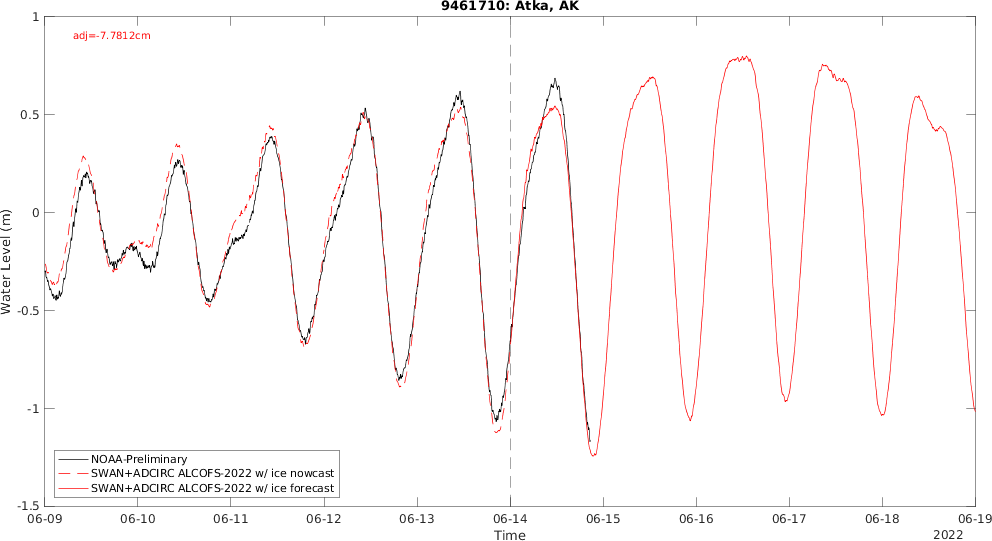 9461710: Atka, AK
adj=-7.7812cm
Water Level (m)
1
0.5
0
-0.5
-1
-1.5
NOAA-Preliminary
SWAN+ADCIRC ALCOFS-2022 w/ ice nowcast
SWAN+ADCIRC ALCOFS-2022 w/ ice forecast
06-09 06-10 06-11 06-12 06-13 06-14 06-15 06-16 06-17 06-18 06-19
Time
2022